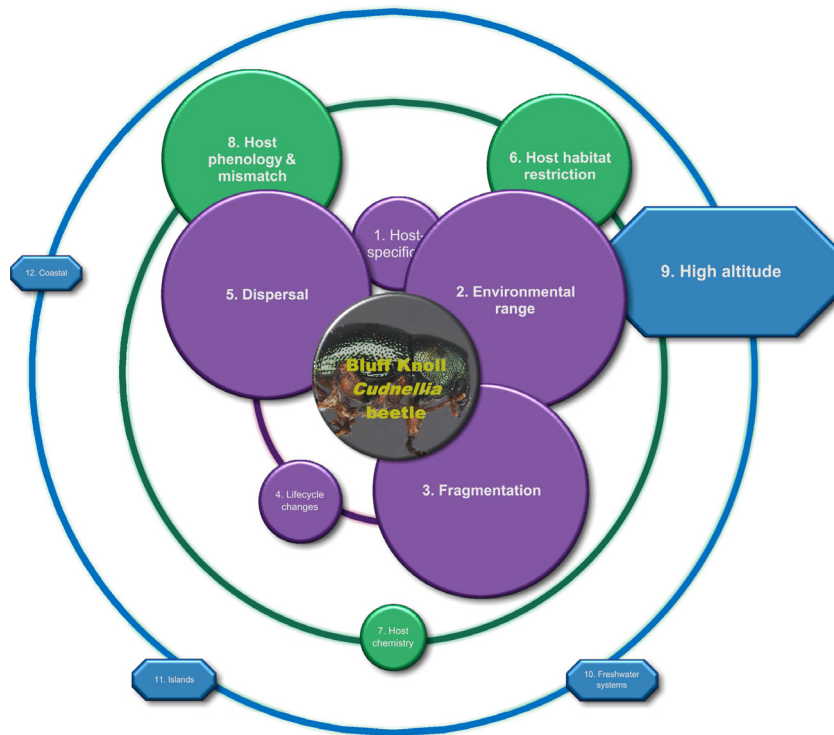 8. Host
phenology &
mismatch
6. Host habitat
restriction
1. Host-
specific
5. Dispersal
2. Environmental
range
9. High altitude
12. Coastal
Bluff Knoll
Cudnellia
beetle
4. Lifecycle
changes
3. Fragmentation
7. Host
chemistry
11. Islands
10. Freshwater
systems